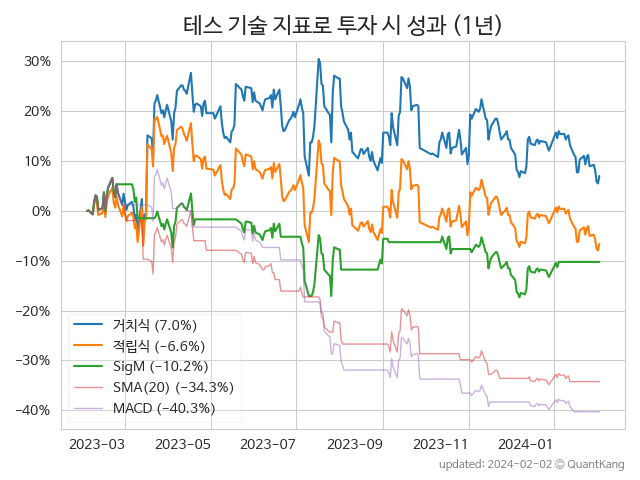 테스 기술 지표로 투자 시 성과 (1년)
30%
20%
10%
0%
−10%
−20%
−30%
−40%
거치식 (7.0%)
적립식 (−6.6%)
SigM (−10.2%)
SMA(20) (−34.3%)
MACD (−40.3%)
2023-03 2023-05 2023-07 2023-09 2023-11 2024-01
updated: 2024-02-02 © QuantKang